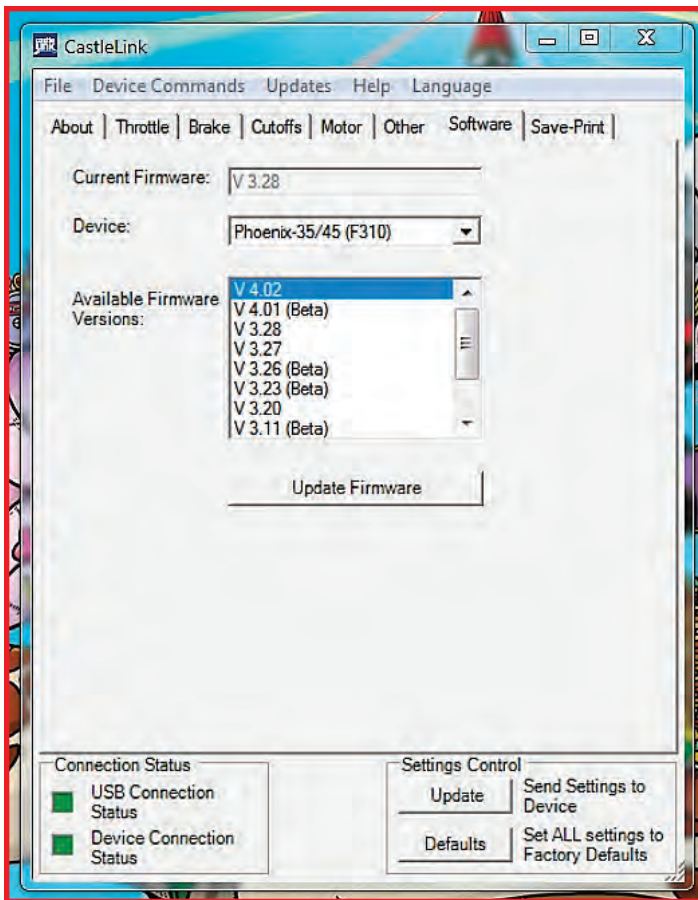 CastleLink
File Device Commands Updates Help Language
About Throttle Brake Cutoffs Motor Other Software Save-Print
Current Firmware: V 3.28
Device: Phoenix-35/45 (F310)
Available Firmware
Versions:
V 4.02
V 4.01 (Beta)
V 3.28
V 3.27
V 3.26 (Beta)
V 3.23 (Beta)
V 3.20
V 3.11 (Beta)
Update Firmware
Connection Status
USB Connection
Status
Device Connection
Status
Settings Control
Update
Send Settings to
Device
Defaults
Set ALL settings to
Factory Defaults